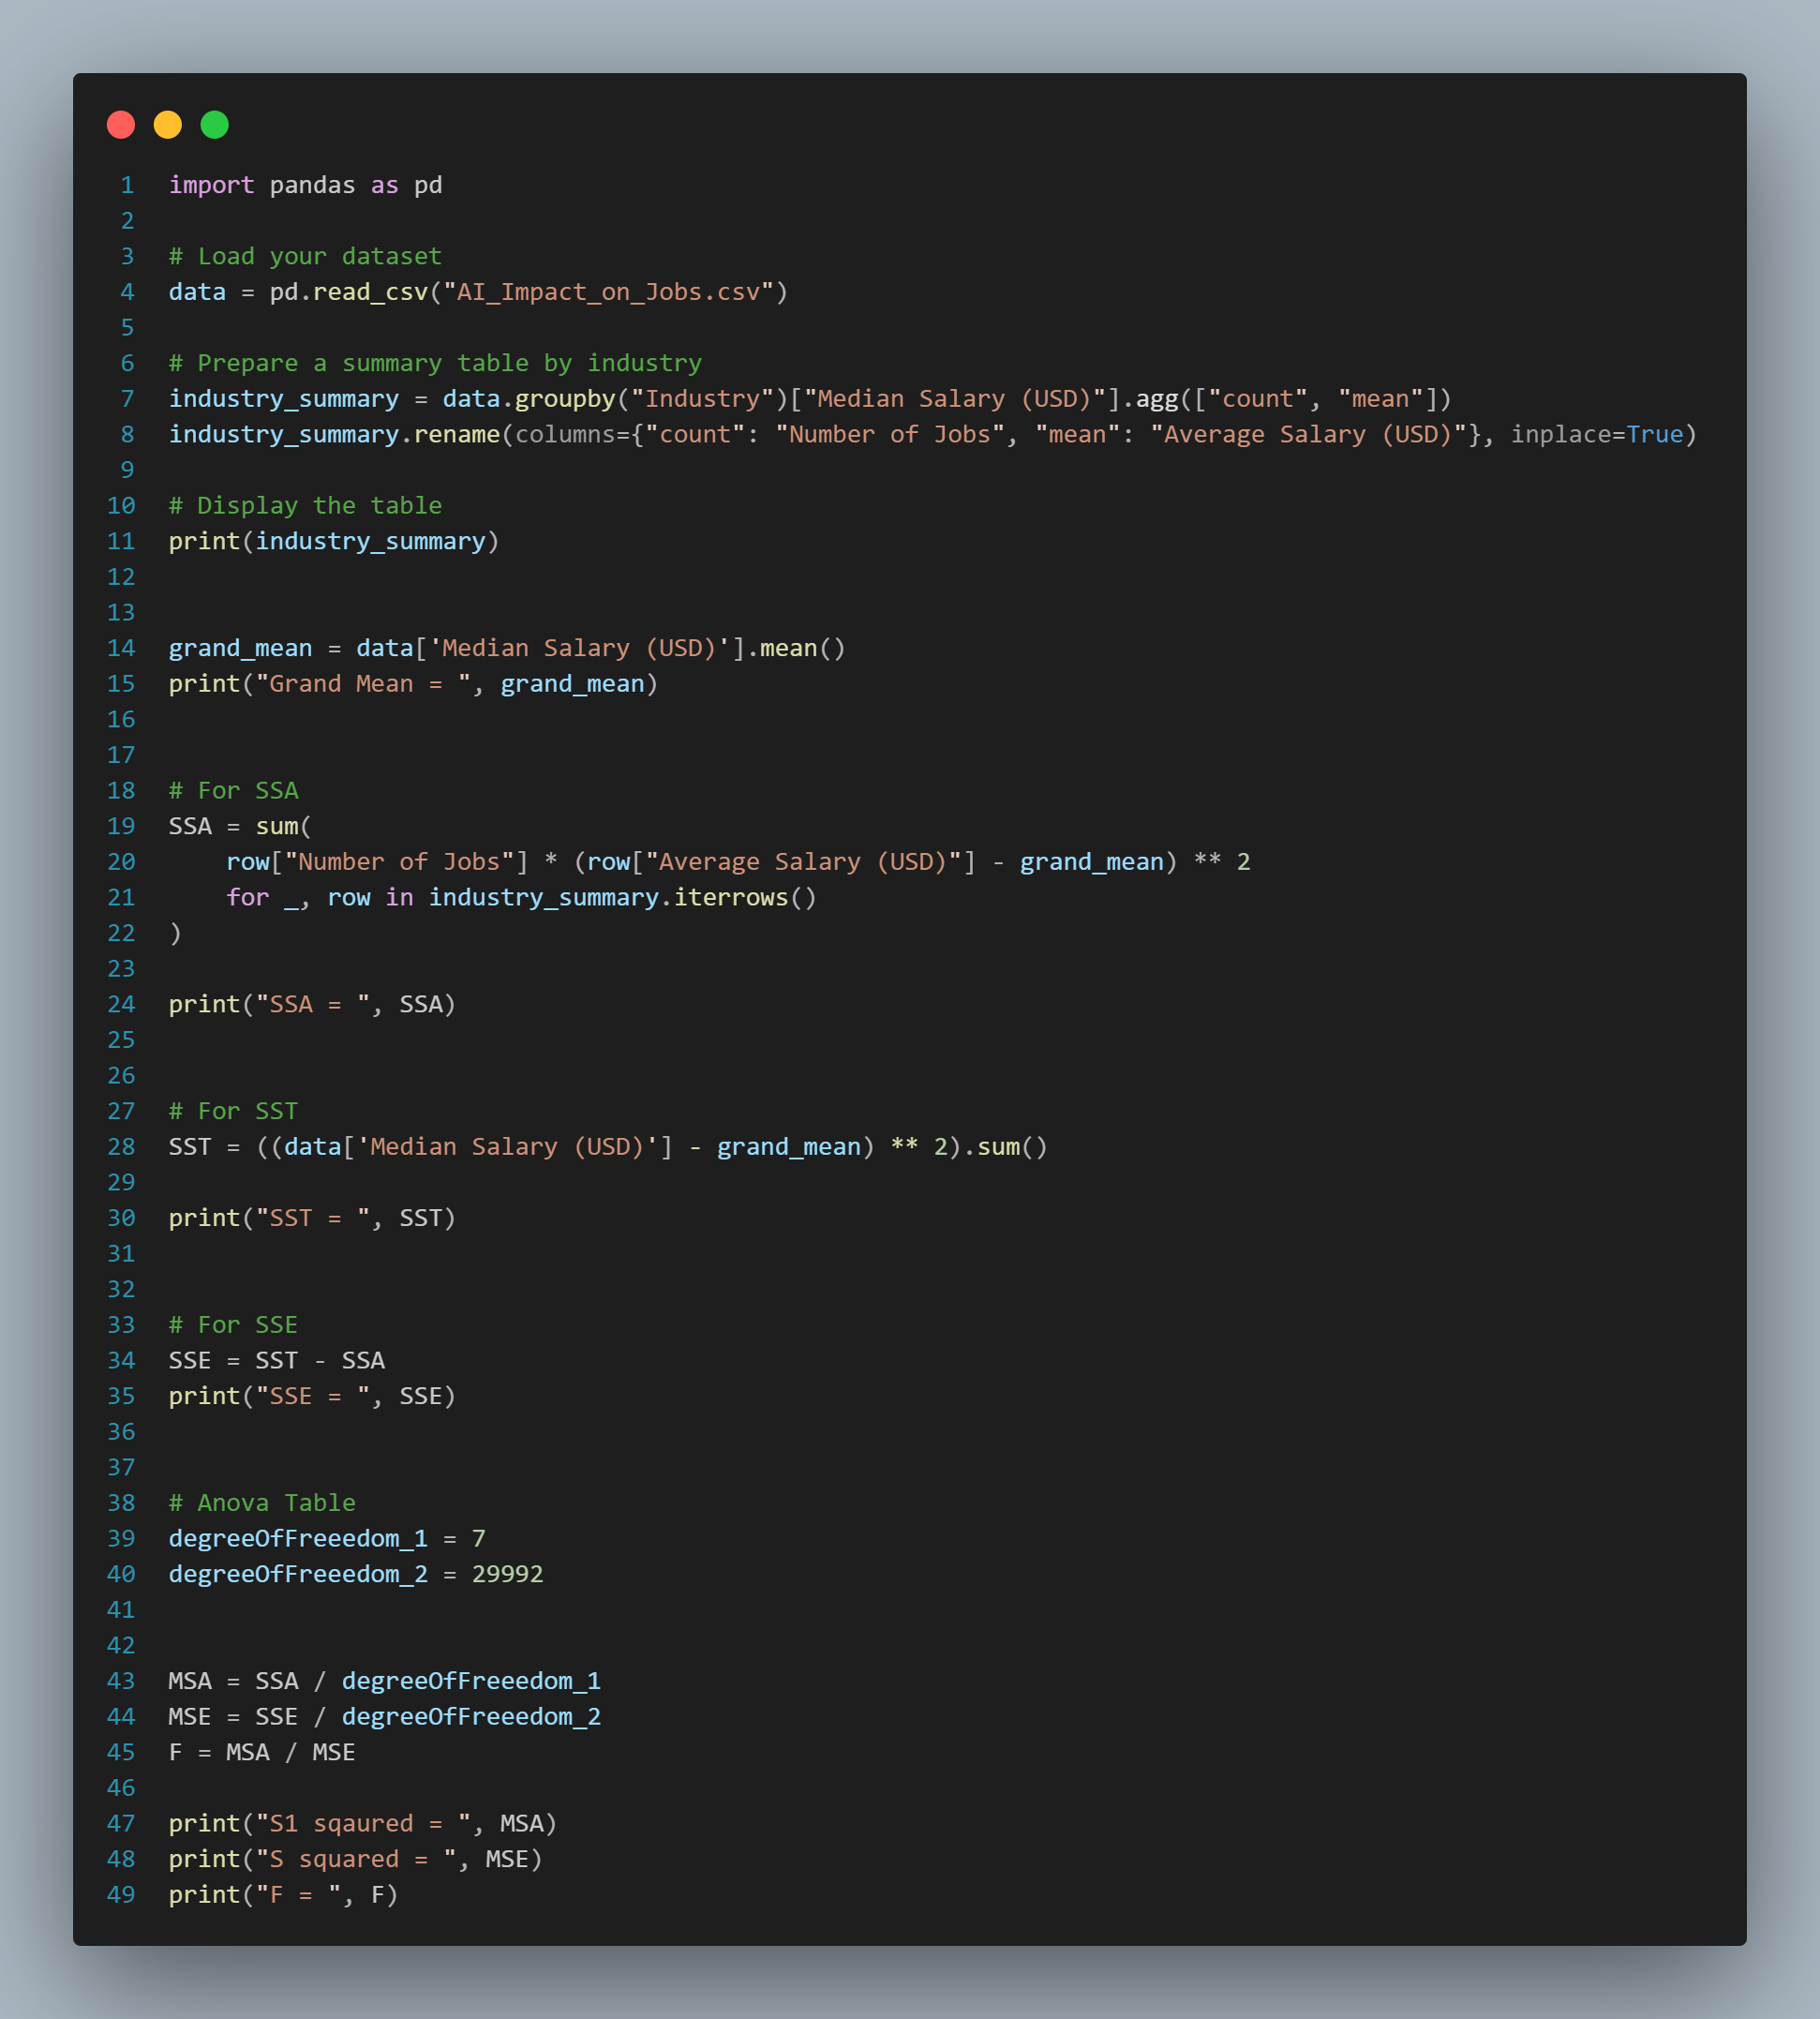 1 import pandas as pd
2
3 # Load your dataset
4 data = pd.read_csv("AI_Impact_on_Jobs.csv")
5
6 # Prepare a summary table by industry
7 industry_summary = data.groupby("Industry")["Median Salary (USD)"].agg(["count", "mean"])
8 industry_summary.rename(columns={"count": "Number of Jobs", "mean": "Average Salary (USD)"}, inplace=True)
9
10 # Display the table
11 print(industry_summary)
12
13
14 grand_mean = data['Median Salary (USD)'].mean()
15 print("Grand Mean = ", grand_mean)
16
17
18 # For SSA
19 SSA = sum(
20     row["Number of Jobs"] * (row["Average Salary (USD)"] - grand_mean) ** 2
21     for _, row in industry_summary.iterrows()
22 )
23
24 print("SSA = ", SSA)
25
26
27 # For SST
28 SST = ((data['Median Salary (USD)'] - grand_mean) ** 2).sum()
29
30 print("SST = ", SST)
31
32
33 # For SSE
34 SSE = SST - SSA
35 print("SSE = ", SSE)
36
37
38 # Anova Table
39 degreeOfFreeedom_1 = 7
40 degreeOfFreeedom_2 = 29992
41
42
43 MSA = SSA / degreeOfFreeedom_1
44 MSE = SSE / degreeOfFreeedom_2
45 F = MSA / MSE
46
47 print("S1 sqaured = ", MSA)
48 print("S squared = ", MSE)
49 print("F = ", F)